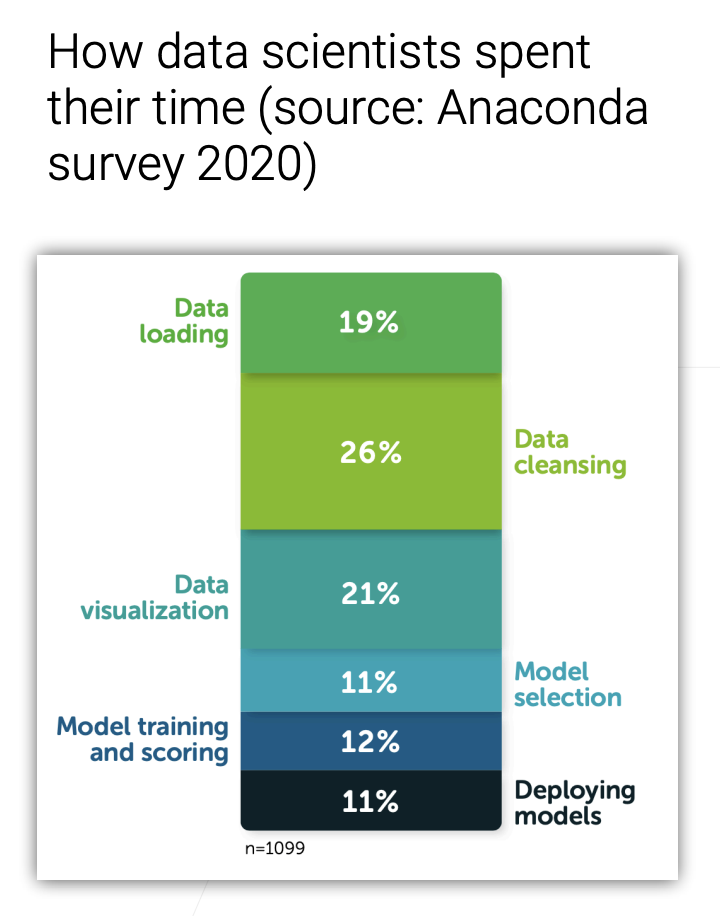 How data scientists spent
their time (source: Anaconda
survey 2020)
Data
loading
19%
26%
Data
cleansing
Data
visualization
21%
11%
Model
selection
Model training
and scoring
12%
11%
Deploying
models
n=1099